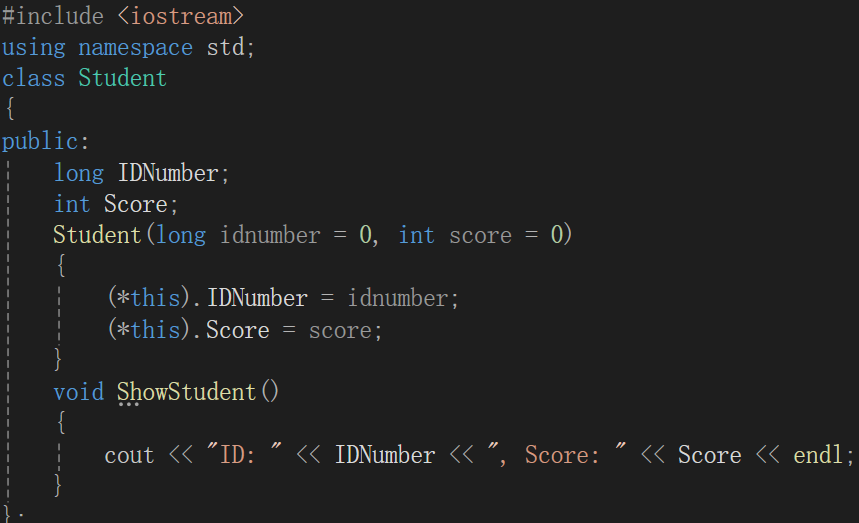 #include <iostream>
using namespace std;
class Student
{
public:
    long IDNumber;
    int Score;
    Student(long idnumber = 0, int score = 0)
    {
        (*this).IDNumber = idnumber;
        (*this).Score = score;
    }
    void ShowStudent()
    {
        cout << "ID: " << IDNumber << ", Score: " << Score << endl;
    }
};